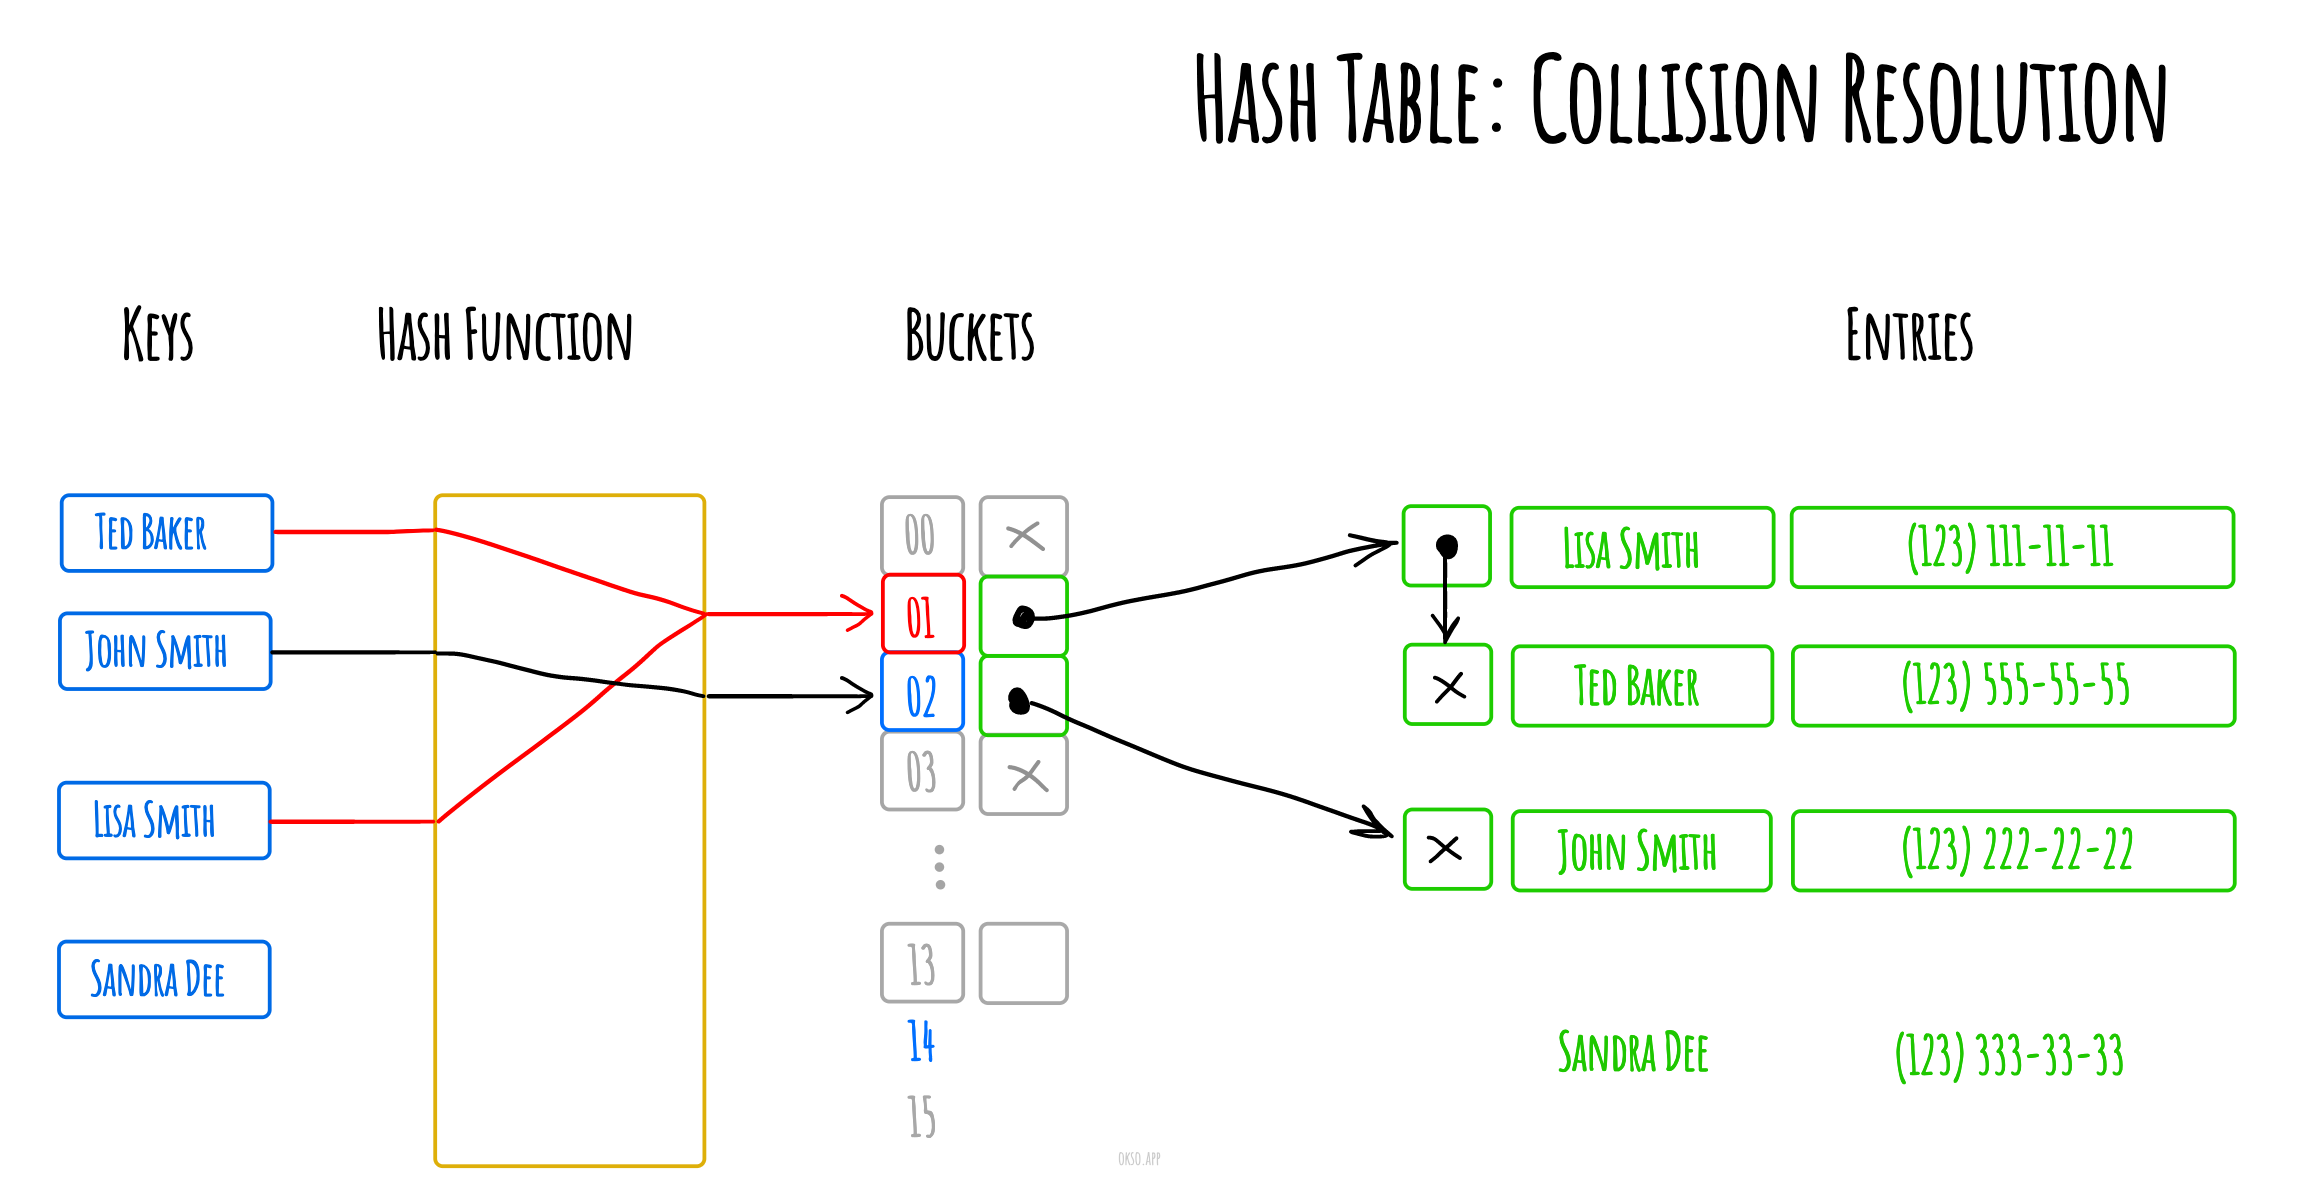 Hash Table: Collision Resolution
Keys
Hash Function
Buckets
Entries
Ted Baker
John Smith
Lisa Smith
Sandra Dee
00
01
02
03
13
14
15
Lisa Smith (123) 111-11-11
Ted Baker (123) 555-55-55
John Smith (123) 222-22-22
Sandra Dee (123) 333-33-33
okso.app